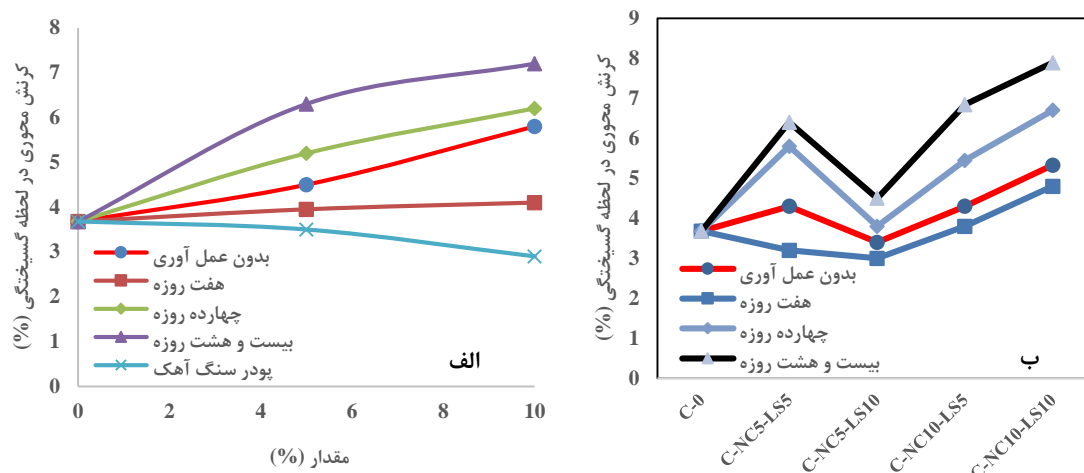 کرنش محوری در لحظه گسیختگی (%)
8
7
6
5
4
3
2
1
0
0 2 4 6 8 10
مقدار (%)
بدون عمل آوری
هفت روزه
چهارده روزه
بیست و هشت روزه
پودر سنگ آهک
الف
کرنش محوری در لحظه گسیختگی (%)
9
8
7
6
5
4
3
2
1
0
C-0
C-NC5-LS5
C-NC5-LS10
C-NC10-LS5
C-NC10-LS10
بدون عمل آوری
هفت روزه
چهارده روزه
بیست و هشت روزه
ب